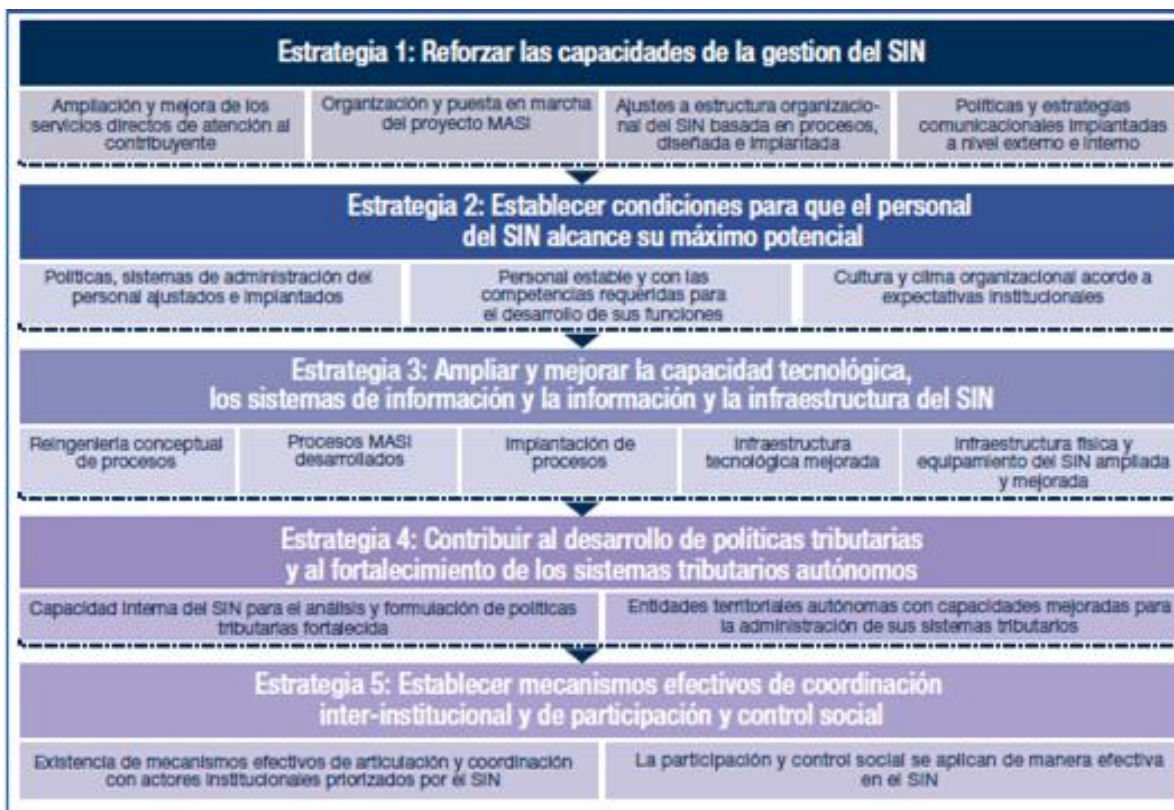 Estrategia 1: Reforzar las capacidades de la gestion del SIN
Ampliación y mejora de los
servicios directos de atención al
contribuyente
Organización y puesta en marcha
del proyecto MASI
Ajustes a estructura organizacio-
nal del SIN basada en procesos,
diseñada e implantada
Políticas y estrategias
comunicacionales implantadas
a nivel externo e interno
Estrategia 2: Establecer condiciones para que el personal
del SIN alcance su máximo potencial
Políticas, sistemas de administración del
personal ajustados e implantados
Personal estable y con las
competencias requeridas para
el desarrollo de sus funciones
Cultura y clima organizacional acorde a
expectativas institucionales
Estrategia 3: Ampliar y mejorar la capacidad tecnológica,
los sistemas de información y la información y la infraestructura del SIN
Reingeniería conceptual
de procesos
Procesos MASI
desarrollados
Implantación de
procesos
Infraestructura
tecnológica mejorada
Infraestructura física y
equipamiento del SIN ampliada
y mejorada
Estrategia 4: Contribuir al desarrollo de políticas tributarias
y al fortalecimiento de los sistemas tributarios autónomos
Capacidad interna del SIN para el análisis y formulación de políticas
tributarias fortalecida
Entidades territoriales autónomas con capacidades mejoradas para
la administración de sus sistemas tributarios
Estrategia 5: Establecer mecanismos efectivos de coordinación
inter-institucional y de participación y control social
Existencia de mecanismos efectivos de articulación y coordinación
con actores institucionales priorizados por el SIN
La participación y control social se aplican de manera efectiva
en el SIN